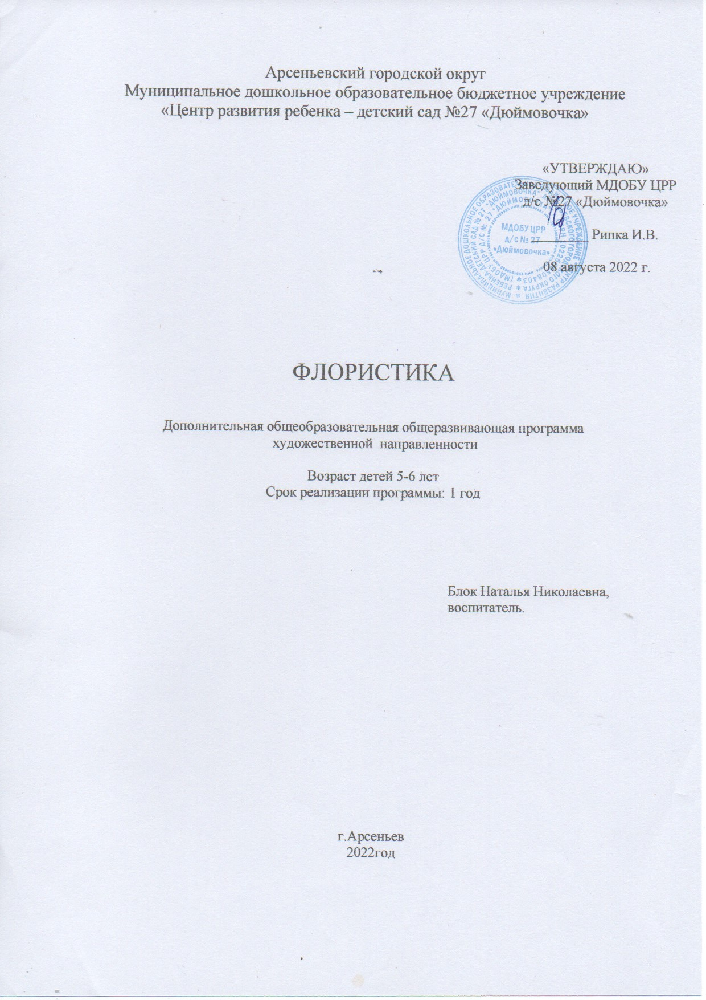 Арсеньевский городской округ
Муниципальное дошкольное образовательное бюджетное учреждение
«Центр развития ребенка – детский сад №27 «Дюймовочка»
«УТВЕРЖДАЮ»
Заведующий МДОБУ ЦРР
д/с №27 «Дюймовочка»
МДОБУ ЦРР
д/с № 27
«Дюймовочка»
__________ Рипка И.В.
08 августа 2022 г.
ФЛОРИСТИКА
Дополнительная общеобразовательная общеразвивающая программа
художественной направленности
Возраст детей 5-6 лет
Срок реализации программы: 1 год
Блок Наталья Николаевна,
воспитатель.
г.Арсеньев
2022год